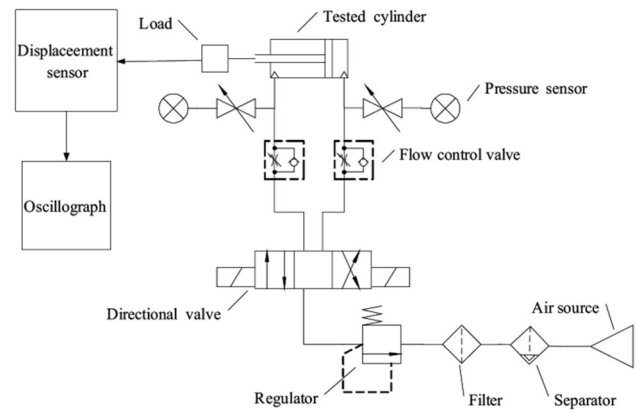 Tested cylinder
Load
Displaceement
sensor
Pressure sensor
Flow control valve
Oscillograph
Directional valve
Air source
Regulator
Filter
Separator